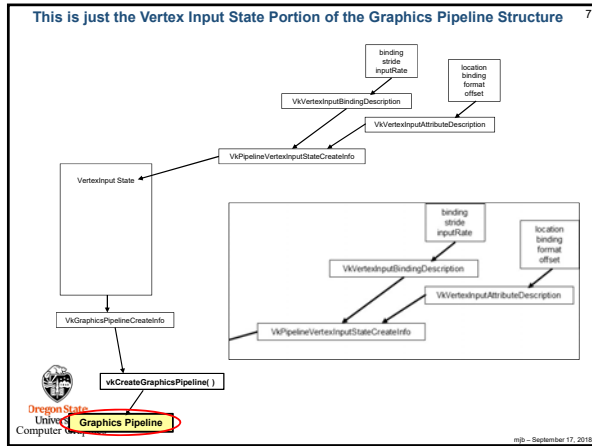 This is just the Vertex Input State Portion of the Graphics Pipeline Structure
7
binding
stride
inputRate
location
binding
format
offset
VkVertexInputBindingDescription
VkVertexInputAttributeDescription
VkPipelineVertexInputStateCreateInfo
VertexInput State
binding
stride
inputRate
location
binding
format
offset
VkVertexInputBindingDescription
VkVertexInputAttributeDescription
VkPipelineVertexInputStateCreateInfo
VkGraphicsPipelineCreateInfo
vkCreateGraphicsPipeline( )
Graphics Pipeline
Oregon State
Computer
mjb – September 17, 2018